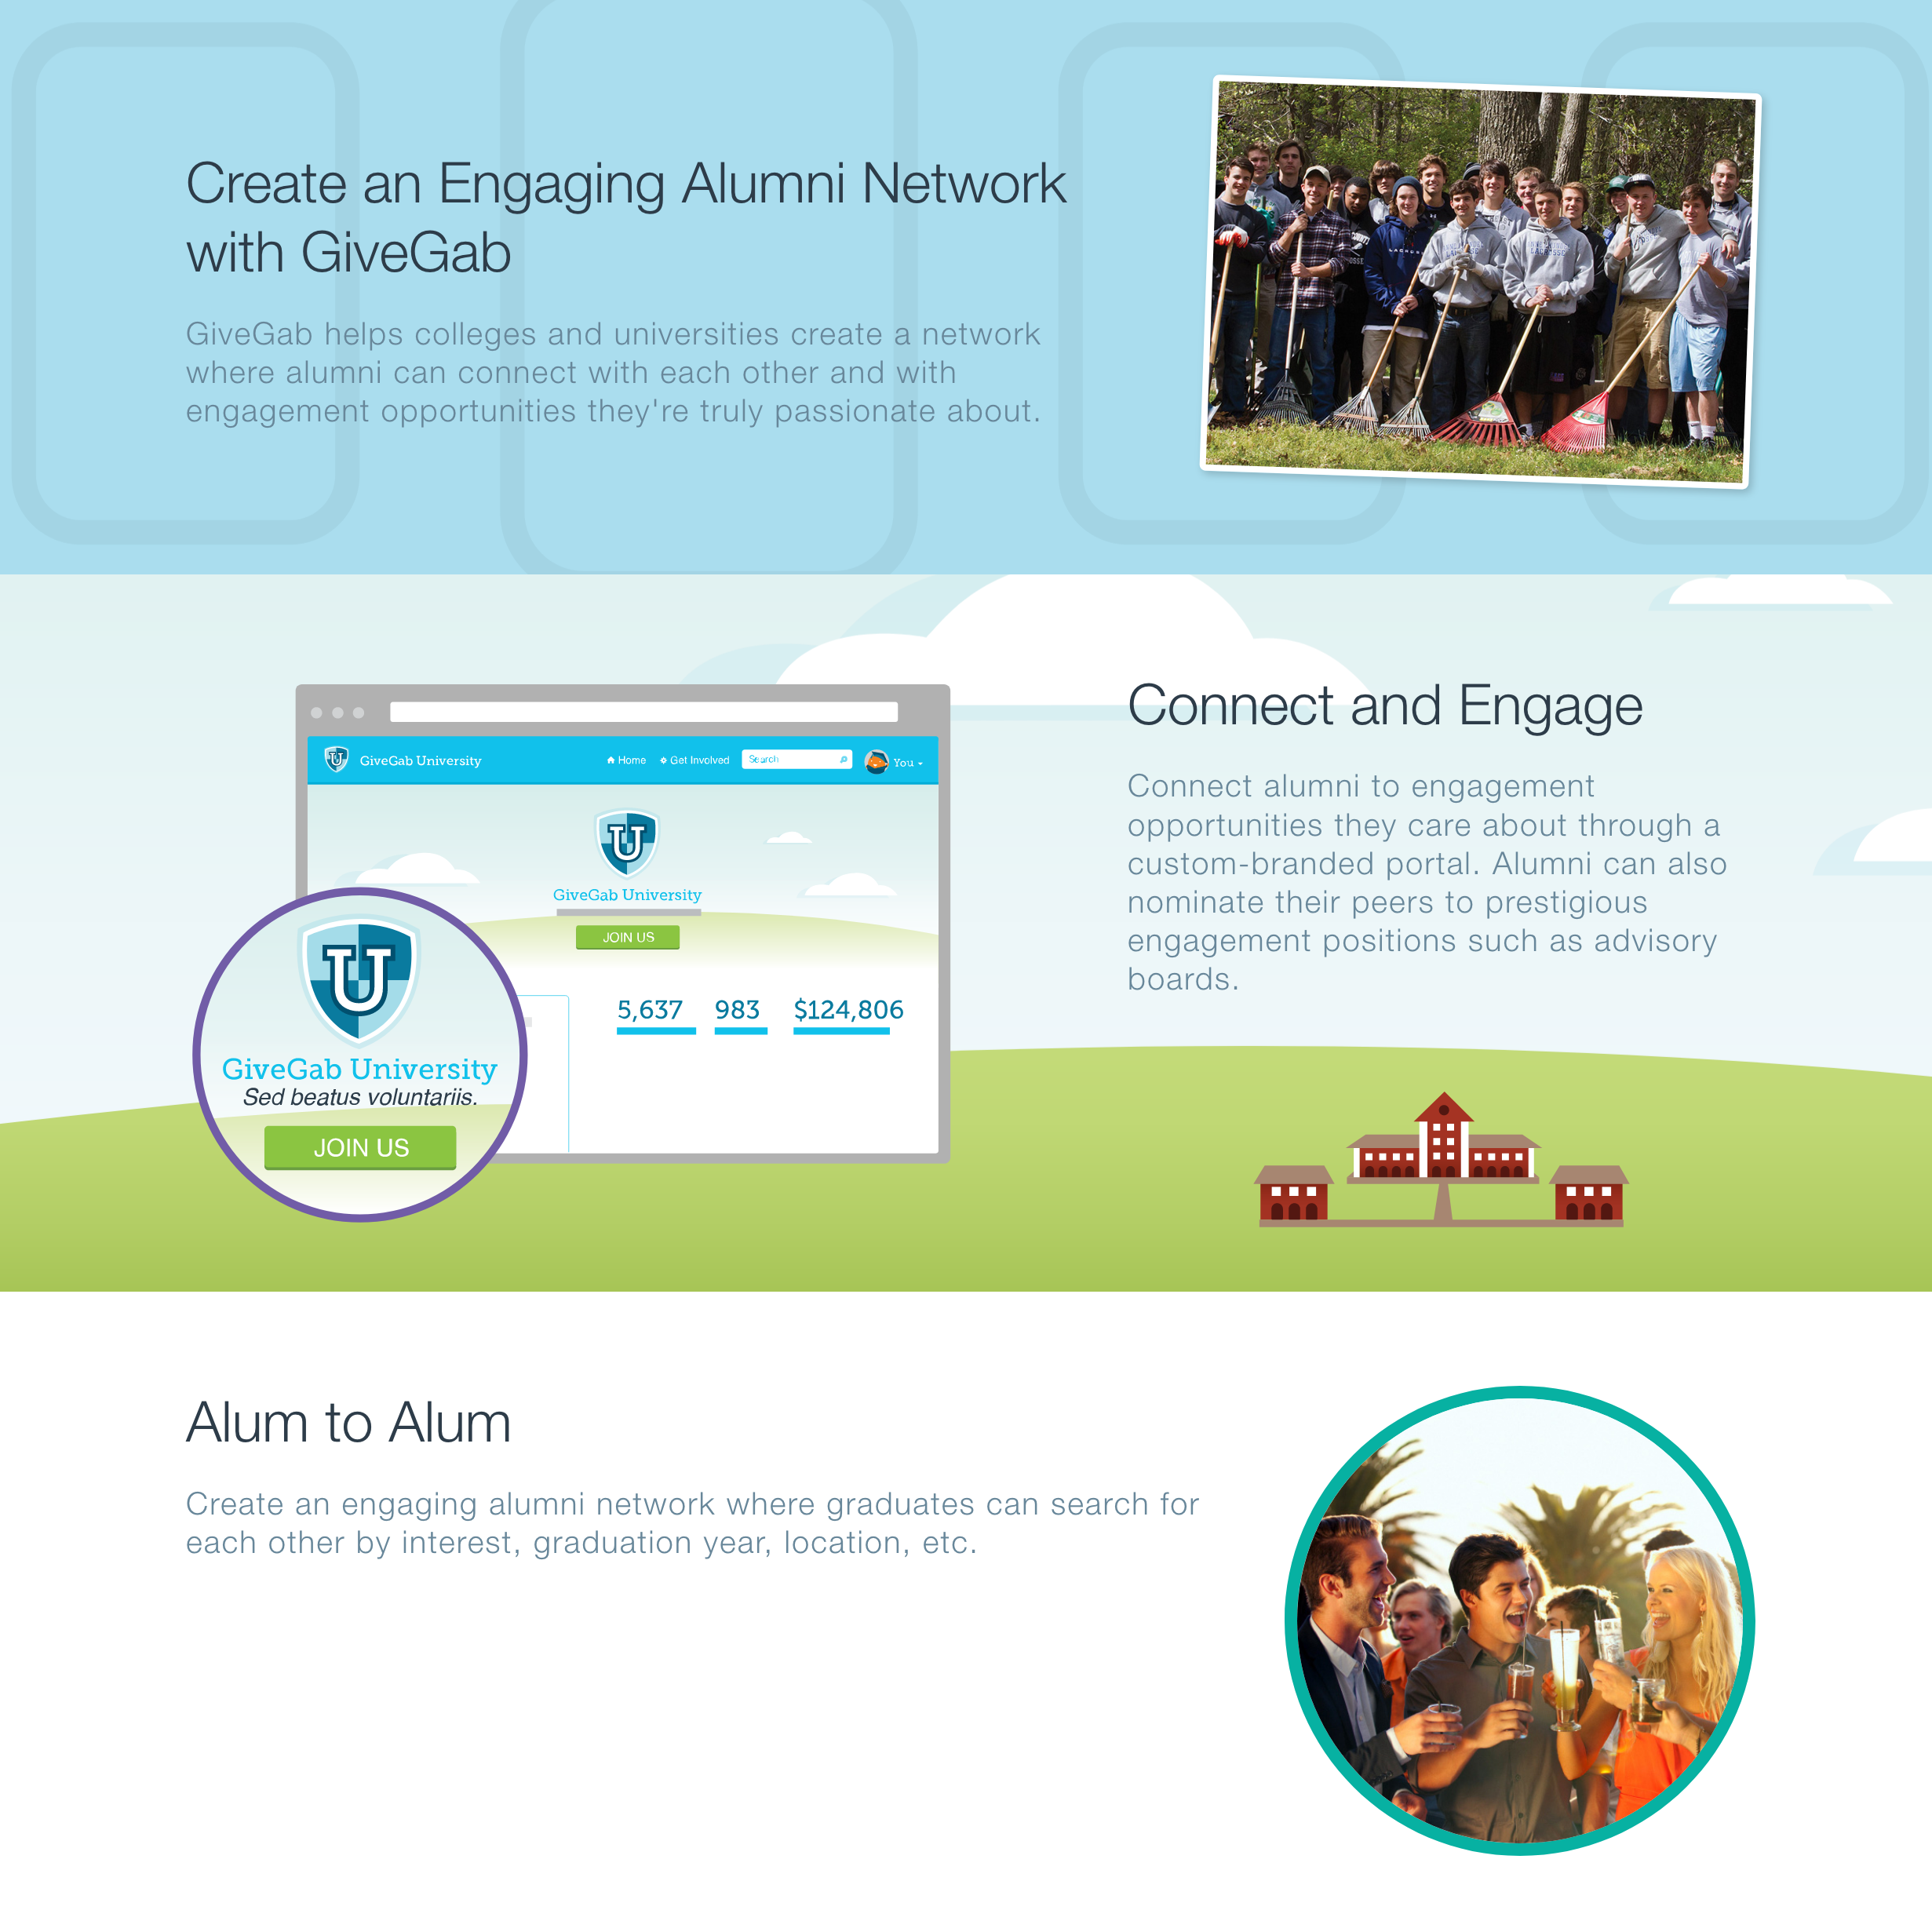 Create an Engaging Alumni Network
with GiveGab
GiveGab helps colleges and universities create a network
where alumni can connect with each other and with
engagement opportunities they're truly passionate about.
LACROSSE
GiveGab University
Home
Get Involved
Search
You
U
GiveGab University
JOIN US
5,637 983 $124,806
U
GiveGab University
Sed beatus voluntariis.
JOIN US
Connect and Engage
Connect alumni to engagement
opportunities they care about through a
custom-branded portal. Alumni can also
nominate their peers to prestigious
engagement positions such as advisory
boards.
Alum to Alum
Create an engaging alumni network where graduates can search for
each other by interest, graduation year, location, etc.